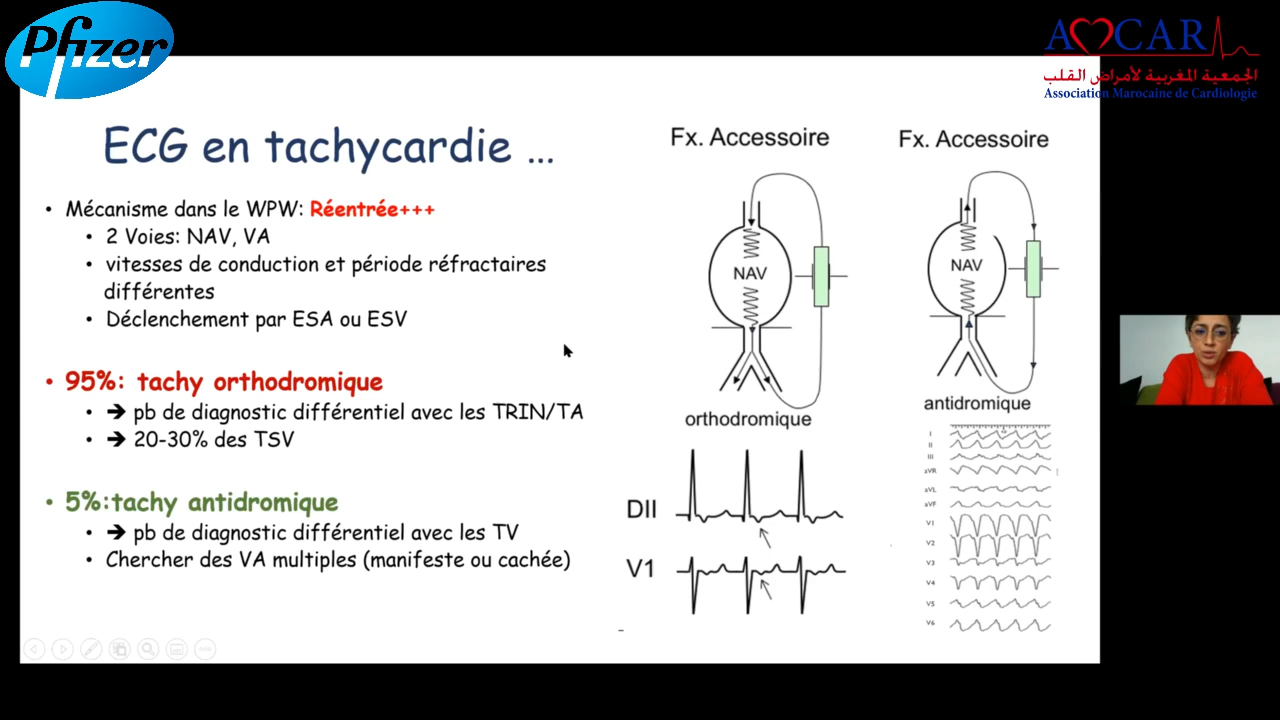 Pfizer
AMCAR
الجمعية المغربية لأمراض القلب
Association Marocaine de Cardiologie
ECG en tachycardie ...
• Mécanisme dans le WPW: Réentrée+++
• 2 Voies: NAV, VA
• vitesses de conduction et période réfractaires
différentes
• Déclenchement par ESA ou ESV
• 95%: tachy orthodromique
• ➔ pb de diagnostic différentiel avec les TRIN/TA
• ➔ 20-30% des TSV
• 5%:tachy antidromique
• ➔ pb de diagnostic différentiel avec les TV
• Chercher des VA multiples (manifeste ou cachée)
Fx. Accessoire
NAV
orthodromique
DII
V1
Fx. Accessoire
NAV
antidromique
I
II
III
aVR
aVL
aVF
V1
V2
V3
V4
V5
V6